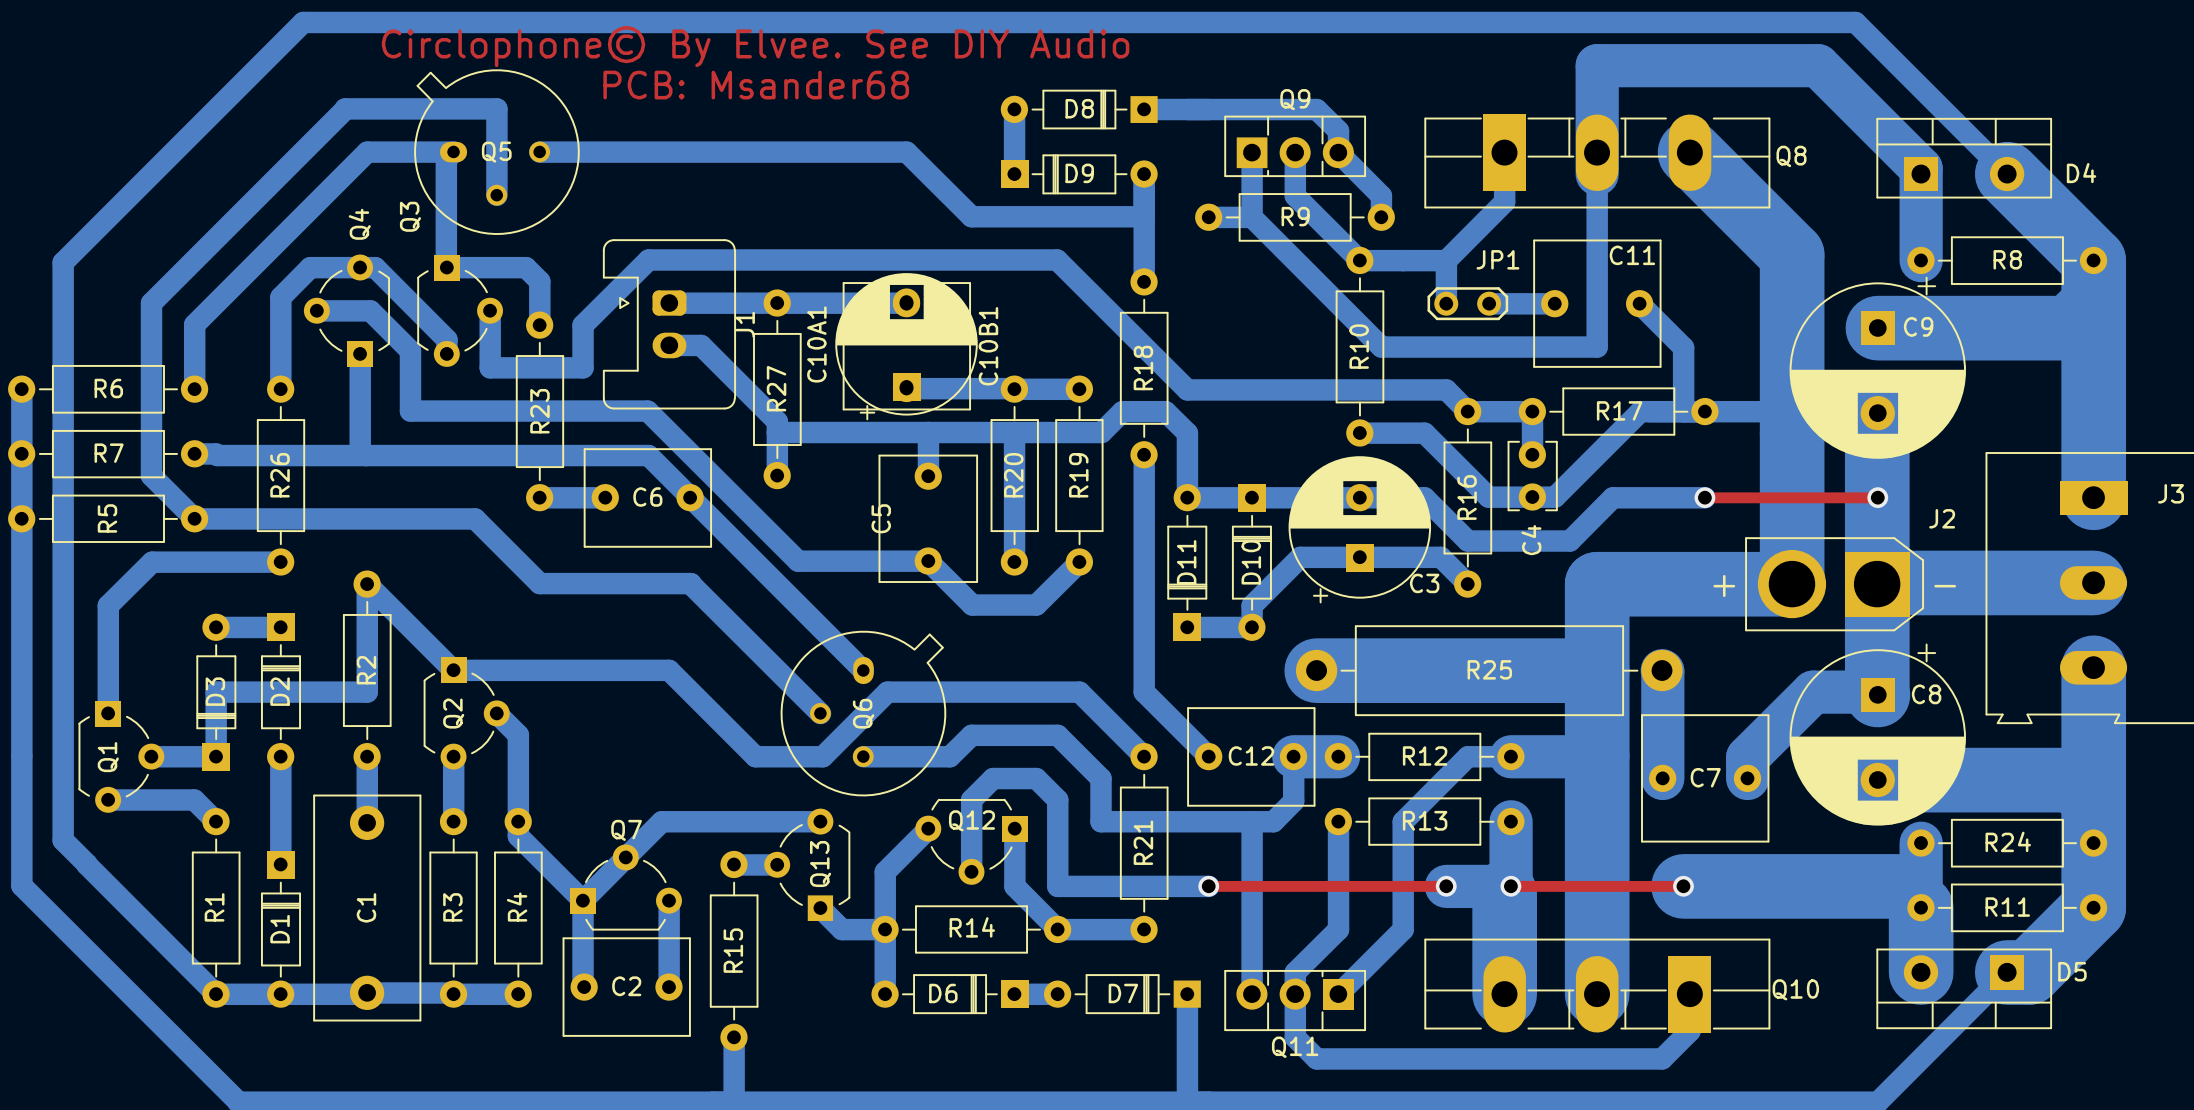 Circlophone© By Elvee. See DIY Audio
PCB: Msander68
D8
Q9
Q5
D9
Q8
D4
Q4
Q3
R9
JP1
C11
R8
J1
C10A1
C10B1
C9
R10
R18
R6
R27
R23
R17
R7
R26
C6
R20
R19
R16
J3
R5
C5
C4
J2
D11
D10
C3
+
-
+
+
+
+
R2
R25
D3
D2
Q2
Q6
C8
Q1
C12
R12
C7
Q7
Q12
R13
Q13
R21
R24
R1
D1
C1
R3
R4
R15
R14
R11
C2
D6
D7
Q10
D5
Q11